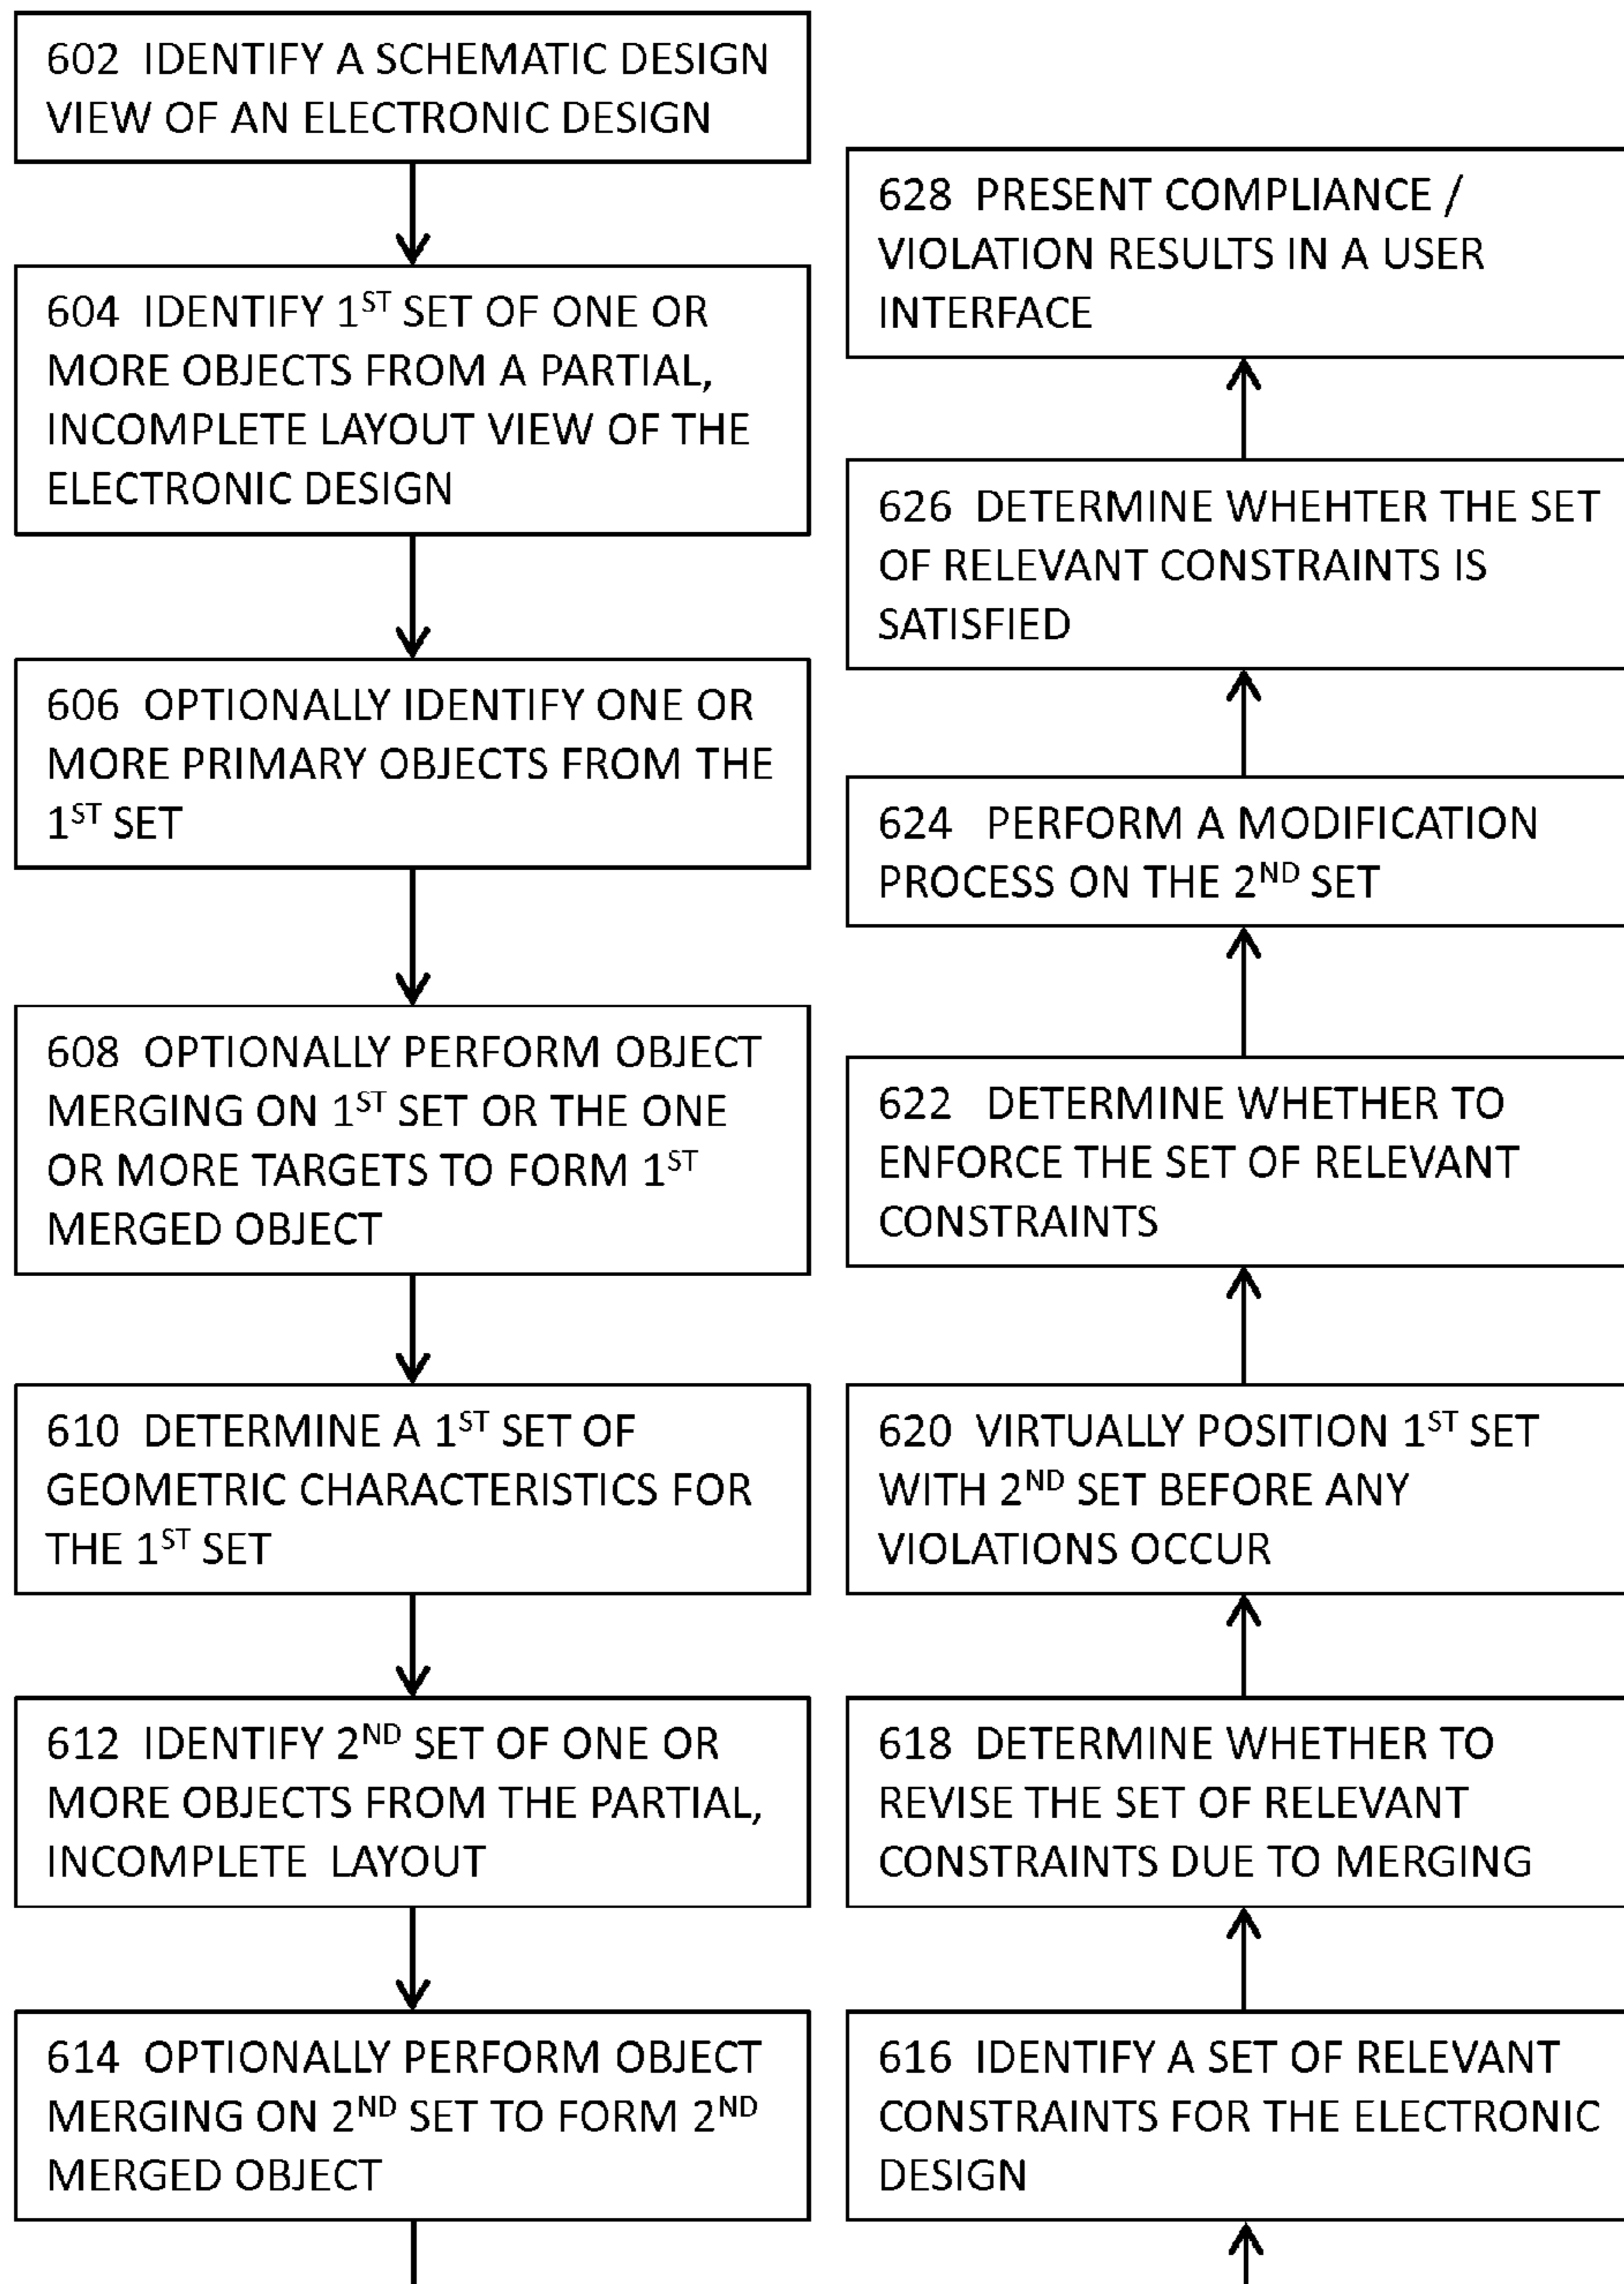 602 IDENTIFY A SCHEMATIC DESIGN
VIEW OF AN ELECTRONIC DESIGN
604 IDENTIFY 1ST SET OF ONE OR
MORE OBJECTS FROM A PARTIAL,
INCOMPLETE LAYOUT VIEW OF THE
ELECTRONIC DESIGN
606 OPTIONALLY IDENTIFY ONE OR
MORE PRIMARY OBJECTS FROM THE
1ST SET
608 OPTIONALLY PERFORM OBJECT
MERGING ON 1ST SET OR THE ONE
OR MORE TARGETS TO FORM 1ST
MERGED OBJECT
610 DETERMINE A 1ST SET OF
GEOMETRIC CHARACTERISTICS FOR
THE 1ST SET
612 IDENTIFY 2ND SET OF ONE OR
MORE OBJECTS FROM THE PARTIAL,
INCOMPLETE LAYOUT
614 OPTIONALLY PERFORM OBJECT
MERGING ON 2ND SET TO FORM 2ND
MERGED OBJECT
616 IDENTIFY A SET OF RELEVANT
CONSTRAINTS FOR THE ELECTRONIC
DESIGN
618 DETERMINE WHETHER TO
REVISE THE SET OF RELEVANT
CONSTRAINTS DUE TO MERGING
620 VIRTUALLY POSITION 1ST SET
WITH 2ND SET BEFORE ANY
VIOLATIONS OCCUR
622 DETERMINE WHETHER TO
ENFORCE THE SET OF RELEVANT
CONSTRAINTS
624 PERFORM A MODIFICATION
PROCESS ON THE 2ND SET
626 DETERMINE WHEHTER THE SET
OF RELEVANT CONSTRAINTS IS
SATISFIED
628 PRESENT COMPLIANCE /
VIOLATION RESULTS IN A USER
INTERFACE